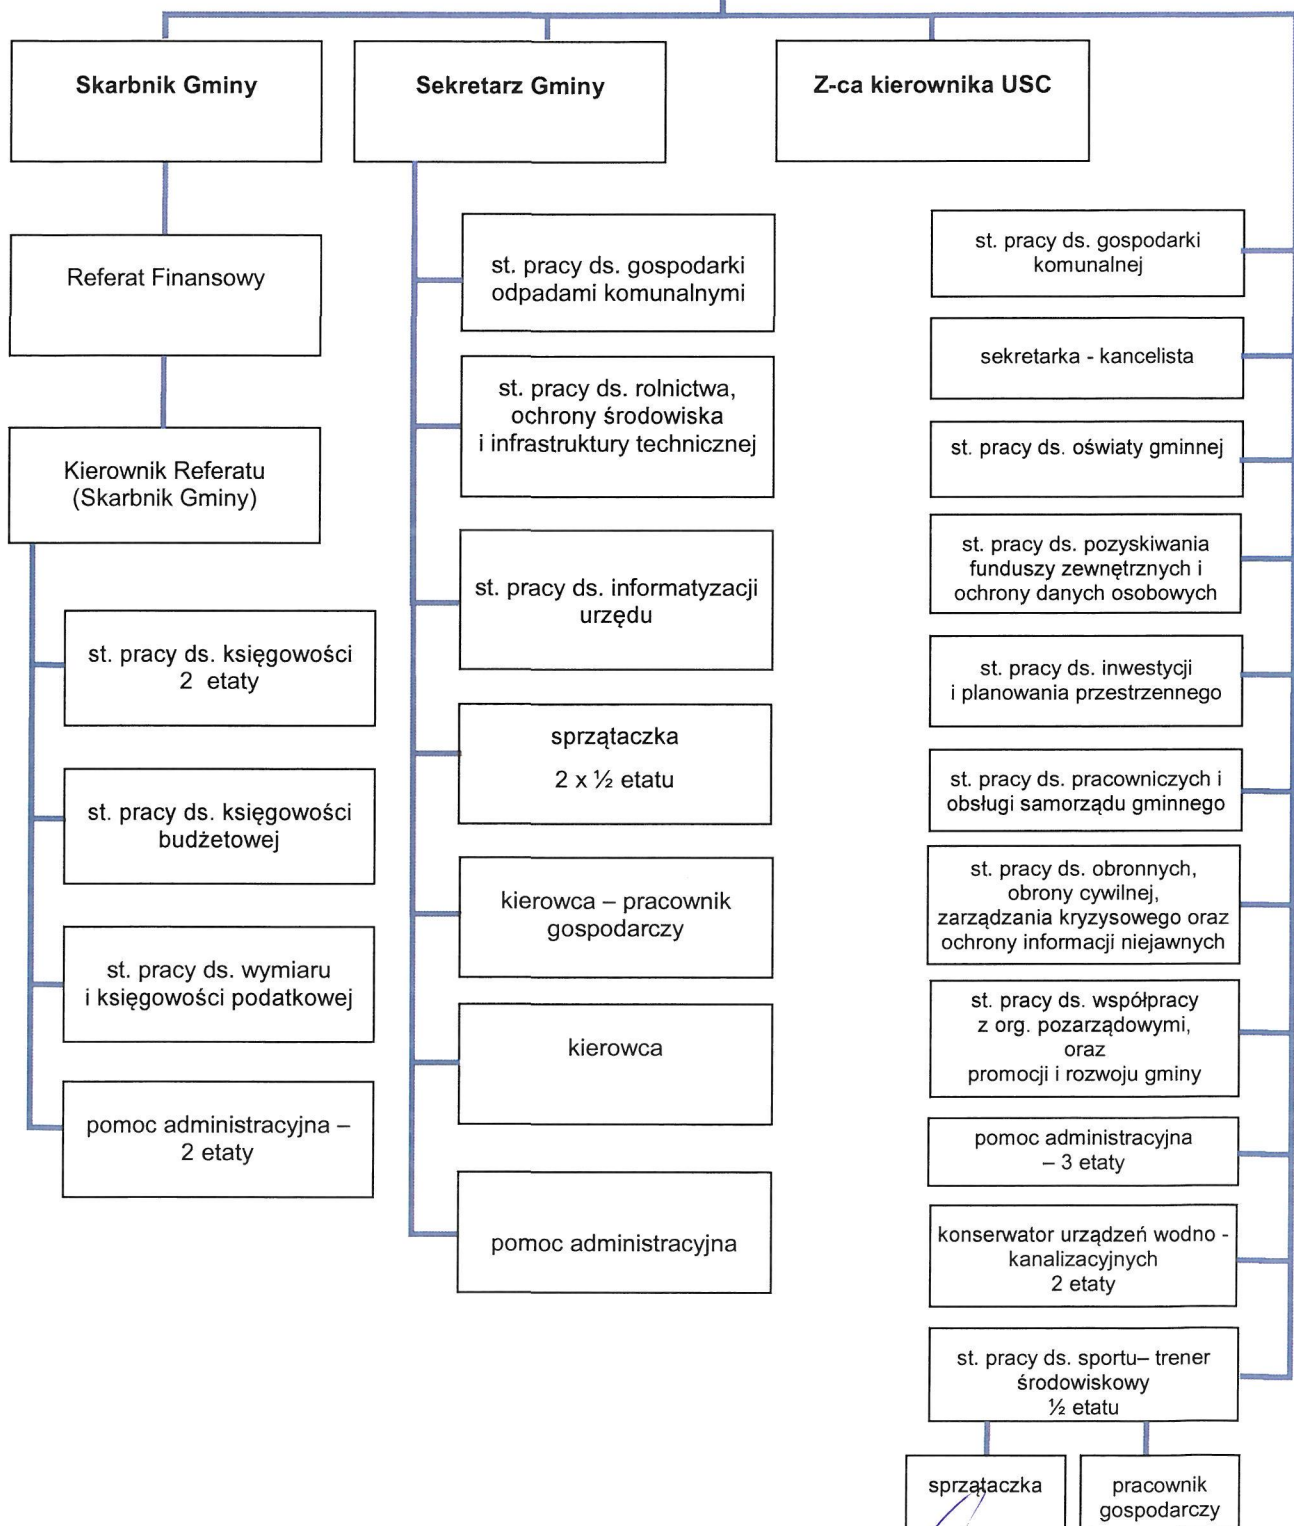 Skarbnik Gminy
Sekretarz Gminy
Z-ca kierownika USC
Referat Finansowy
Kierownik Referatu
(Skarbnik Gminy)
st. pracy ds. księgowości
2 etaty
st. pracy ds. księgowości
budżetowej
st. pracy ds. wymiaru
i księgowości podatkowej
pomoc administracyjna –
2 etaty
st. pracy ds. gospodarki
odpadami komunalnymi
st. pracy ds. rolnictwa,
ochrony środowiska
i infrastruktury technicznej
st. pracy ds. informatyzacji
urzędu
sprzątaczka
2 x ½ etatu
kierowca – pracownik
gospodarczy
kierowca
pomoc administracyjna
st. pracy ds. gospodarki
komunalnej
sekretarka - kancelista
st. pracy ds. oświaty gminnej
st. pracy ds. pozyskiwania
funduszy zewnętrznych i
ochrony danych osobowych
st. pracy ds. inwestycji
i planowania przestrzennego
st. pracy ds. pracowniczych i
obsługi samorządu gminnego
st. pracy ds. obronnych,
obrony cywilnej,
zarządzania kryzysowego oraz
ochrony informacji niejawnych
st. pracy ds. współpracy
z org. pozarządowymi,
oraz
promocji i rozwoju gminy
pomoc administracyjna
– 3 etaty
konserwator urządzeń wodno -
kanalizacyjnych
2 etaty
st. pracy ds. sportu– trener
środowiskowy
½ etatu
sprzątaczka
pracownik
gospodarczy